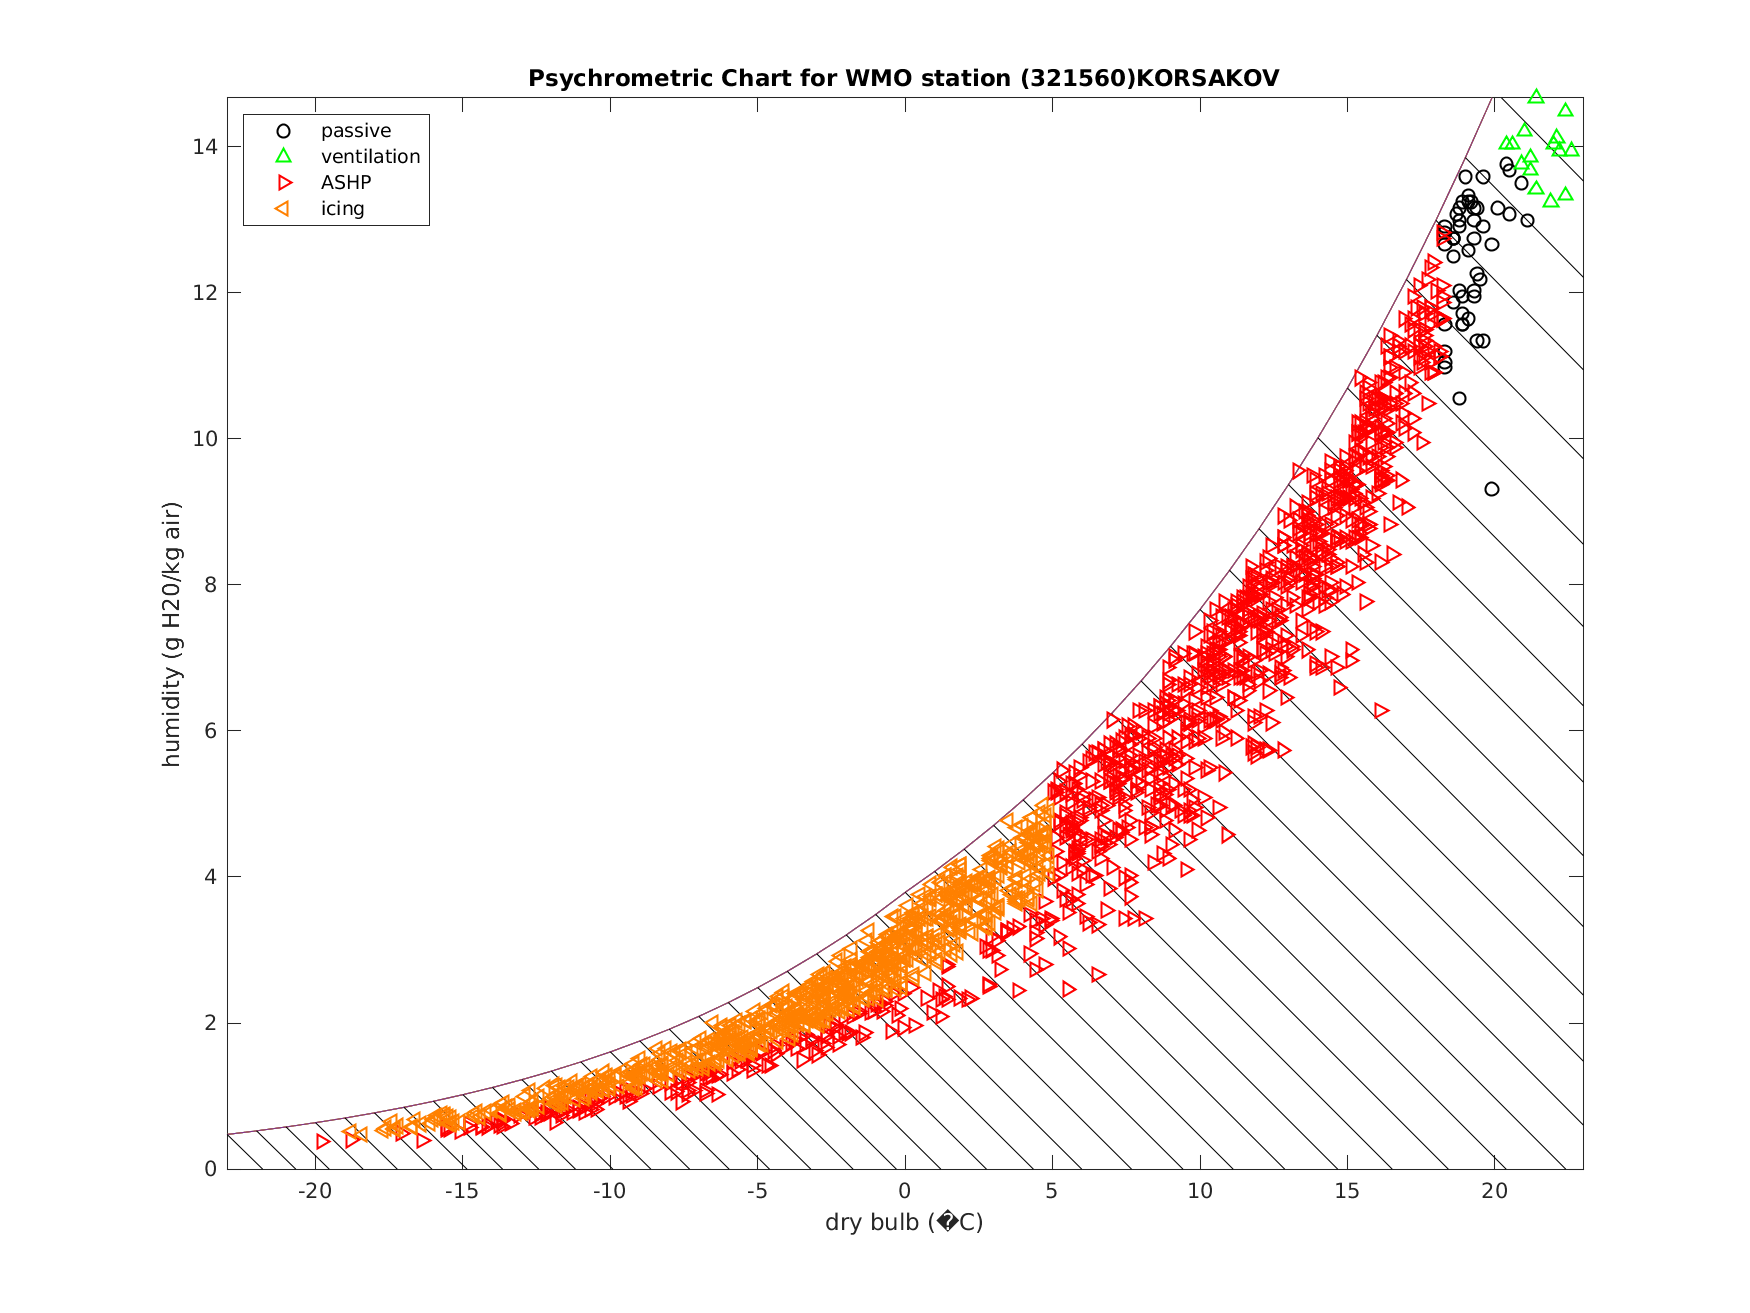 Psychrometric Chart for WMO station (321560)KORSAKOV
passive
ventilation
ASHP
icing
humidity (g H20/kg air)
14
12
10
8
6
4
2
0
-20 -15 -10 -5 0 5 10 15 20
dry bulb (�C)